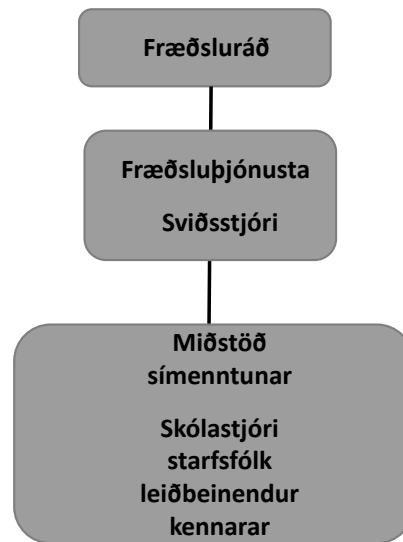 Fræðsluráð
Fræðsluþjónusta
Sviðsstjóri
Miðstöð
símenntunar
Skólastjóri
starfsfólk
leiðbeinendur
kennarar